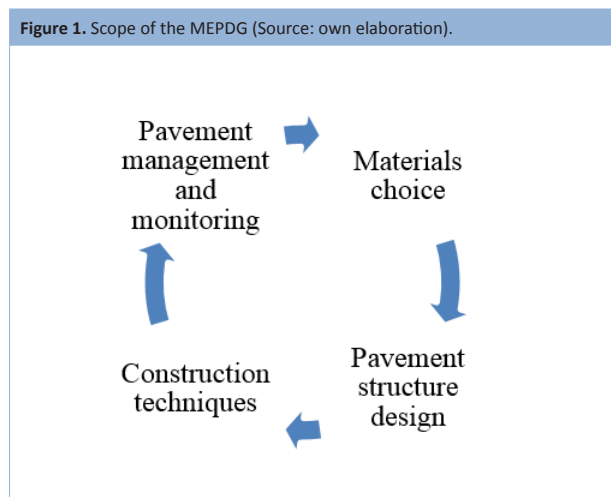 Figure 1. Scope of the MEPDG (Source: own elaboration).
Pavement
management
and
monitoring
Materials
choice
Pavement
structure
design
Construction
techniques